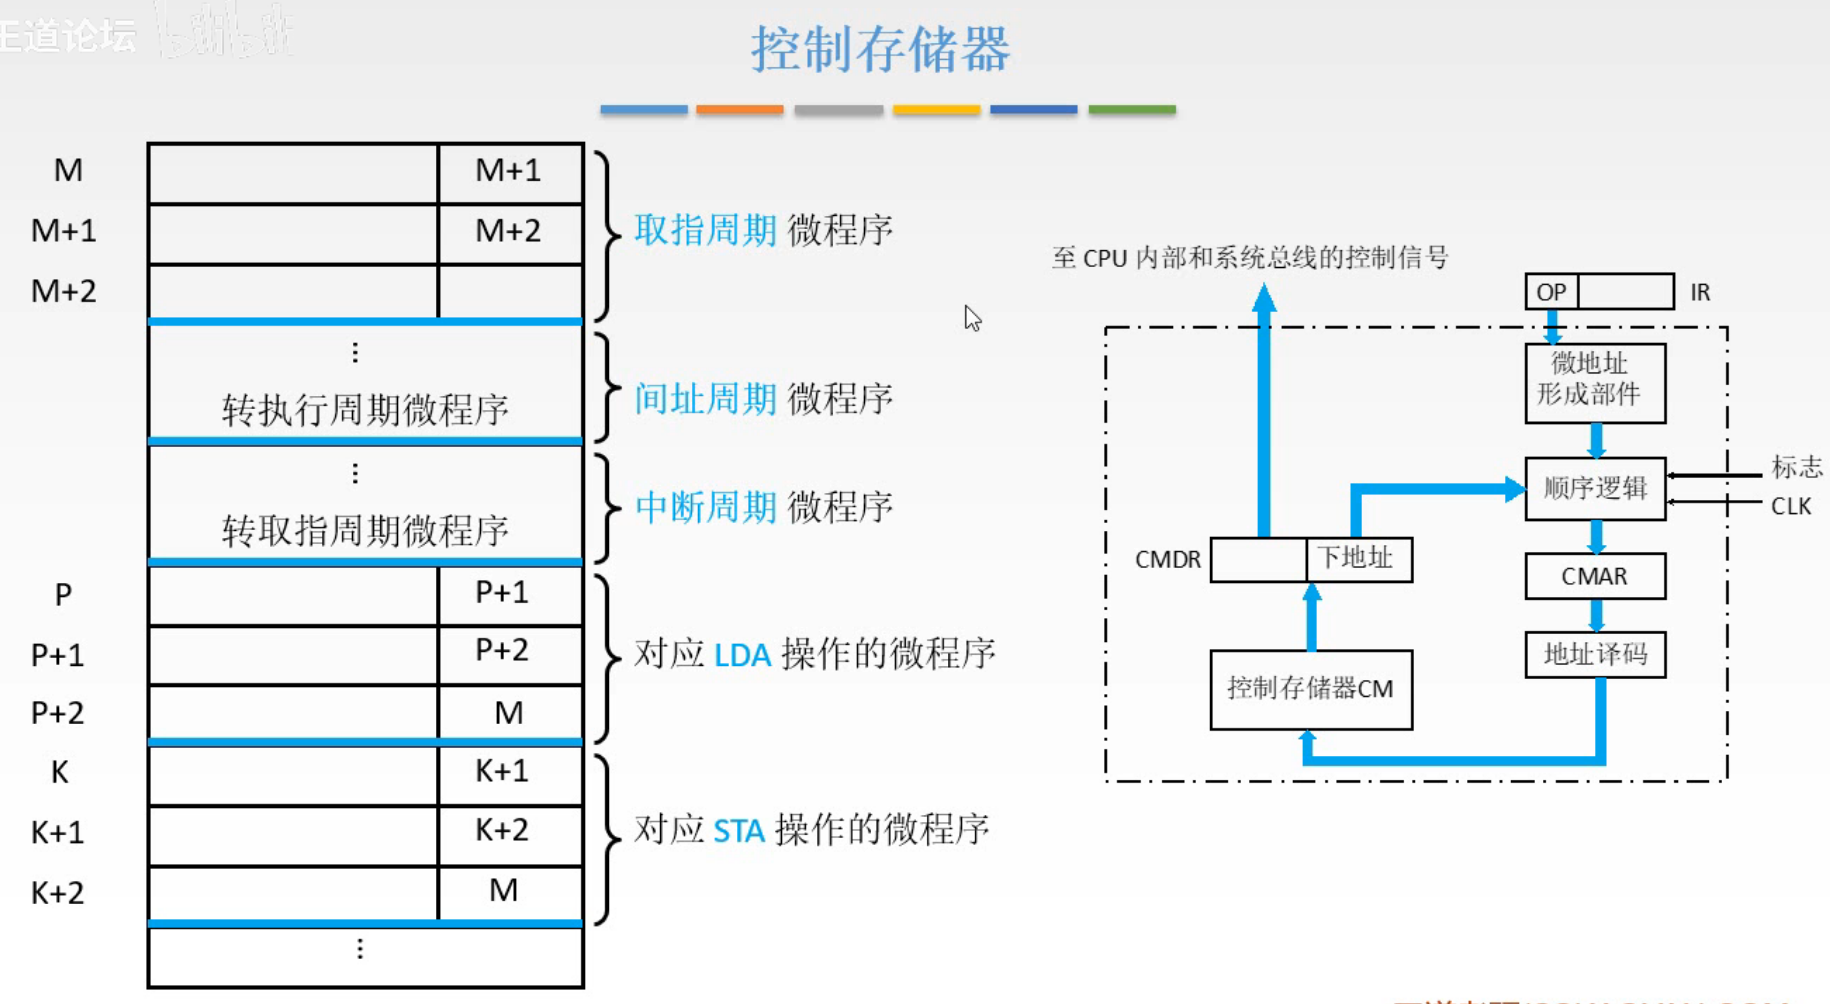 王道论坛 bilibili
控制存储器
M
M+1
M+1
M+2
M+2
取指周期 微程序
⋮
转执行周期微程序
间址周期 微程序
⋮
转取指周期微程序
中断周期 微程序
P
P+1
P+1
P+2
P+2
M
对应 LDA 操作的微程序
K
K+1
K+1
K+2
K+2
M
对应 STA 操作的微程序
⋮
至 CPU 内部和系统总线的控制信号
OP
IR
微地址
形成部件
顺序逻辑
标志
CLK
CMDR
下地址
CMAR
地址译码
控制存储器CM